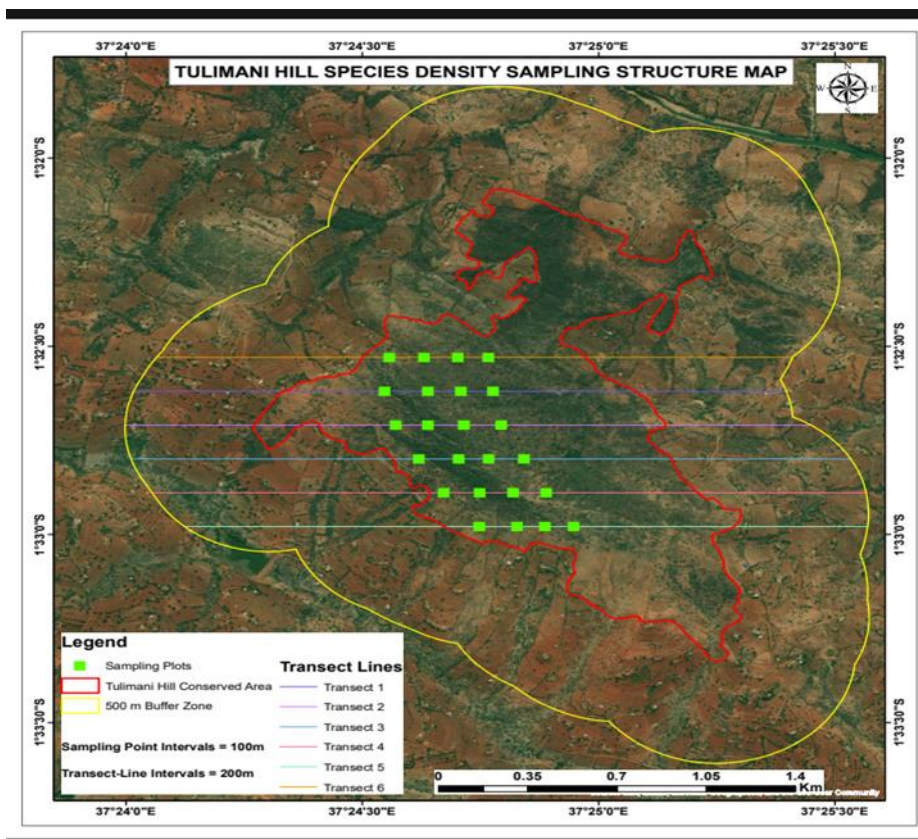 37°24'0"E 37°24'30"E 37°25'0"E 37°25'30"E
TULIMANI HILL SPECIES DENSITY SAMPLING STRUCTURE MAP
N
W E
S
1°32'0"S 1°32'0"S
1°32'30"S 1°32'30"S
1°33'0"S 1°33'0"S
1°33'30"S 1°33'30"S
Legend
Sampling Plots
Tulimani Hill Conserved Area
500 m Buffer Zone
Sampling Point Intervals = 100m
Transect-Line Intervals = 200m
Transect Lines
Transect 1
Transect 2
Transect 3
Transect 4
Transect 5
Transect 6
0 0.35 0.7 1.05 1.4
Km
User Community
37°24'0"E 37°24'30"E 37°25'0"E 37°25'30"E